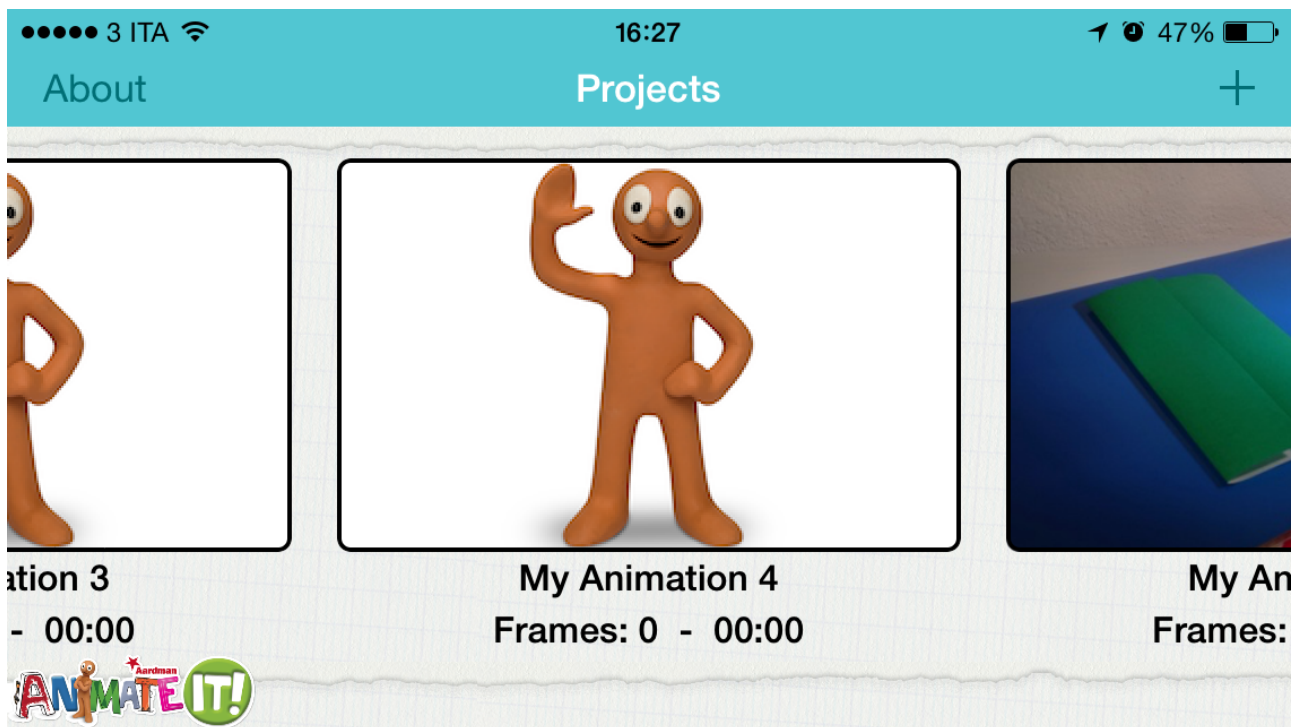 3 ITA 16:27 47%
About Projects +
ation 3 My Animation 4 My An
- 00:00 Frames: 0 - 00:00 Frames:
Aardman
ANIMATE IT!